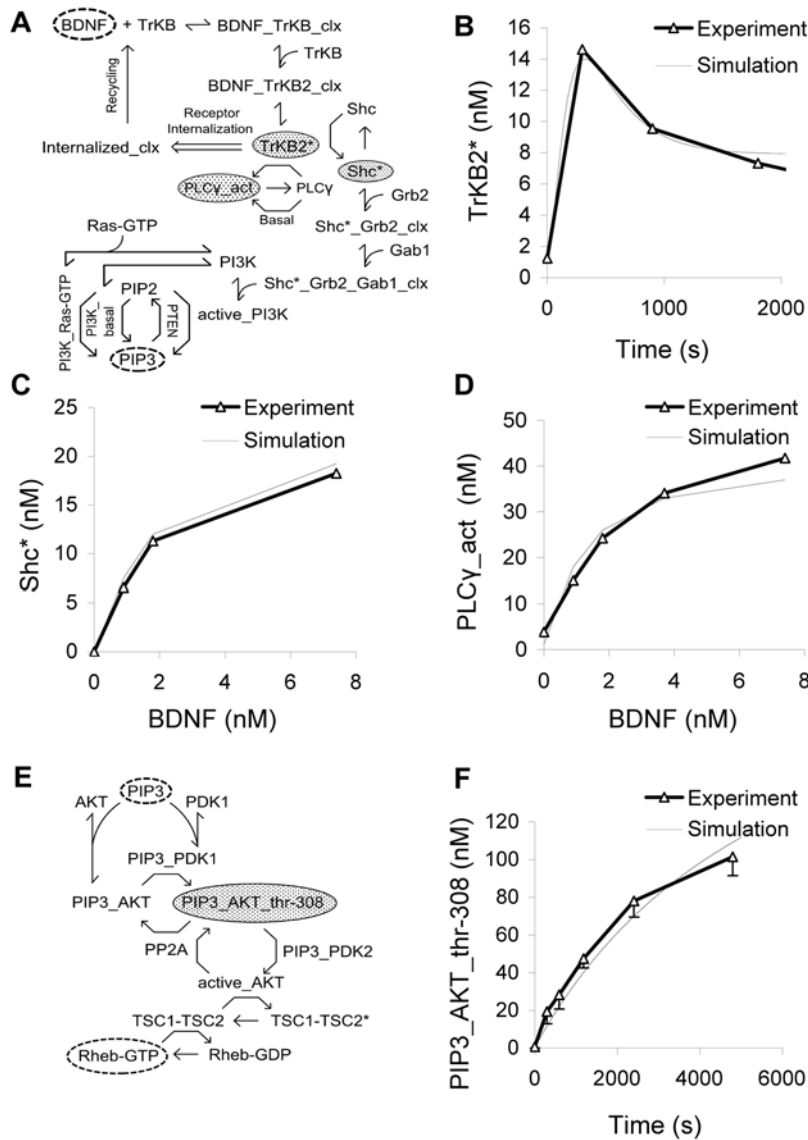 A
BDNF + TrKB BDNF_TrKB_clx
TrKB
BDNF_TrKB2_clx
Recycling
Receptor
Internalization
Internalized_clx
TrKB2*
Shc
Shc*
PLCγ_act
PLCγ
Basal
Grb2
Shc*_Grb2_clx
Gab1
Shc*_Grb2_Gab1_clx
Ras-GTP
PI3K
active_PI3K
PI3K_Ras-GTP
PI3K_
basal
PIP2
PTEN
PIP3
B
Experiment
Simulation
TrKB2* (nM)
16
14
12
10
8
6
4
2
0
0 1000 2000
Time (s)
C
Experiment
Simulation
Shc* (nM)
25
20
15
10
5
0
0 2 4 6 8
BDNF (nM)
D
Experiment
Simulation
PLCγ_act (nM)
50
40
30
20
10
0
0 2 4 6 8
BDNF (nM)
E
PIP3
AKT PDK1
PIP3_PDK1
PIP3_AKT PIP3_AKT_thr-308
PP2A PIP3_PDK2
active_AKT
TSC1-TSC2 TSC1-TSC2*
Rheb-GTP Rheb-GDP
F
Experiment
Simulation
PIP3_AKT_thr-308 (nM)
120
100
80
60
40
20
0
0 2000 4000 6000
Time (s)